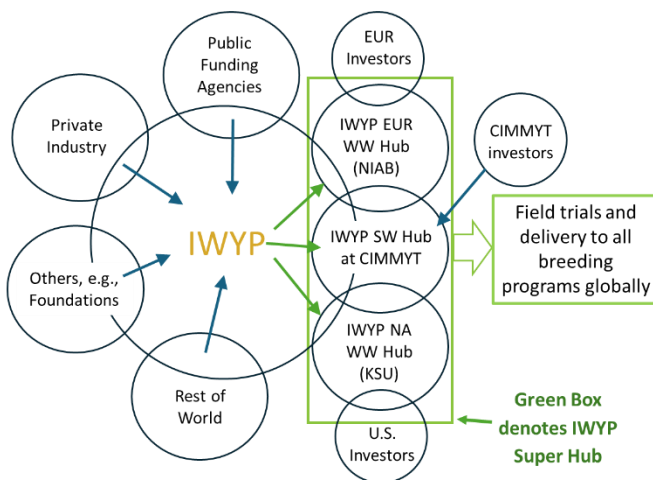 Public
Funding
Agencies
EUR
Investors
Private
Industry
IWYP EUR
WW Hub
(NIAB)
CIMMYT
investors
IWYP
IWYP SW Hub
at CIMMYT
Field trials and
delivery to all
breeding
programs globally
Others, e.g.,
Foundations
IWYP NA
WW Hub
(KSU)
Rest of
World
U.S.
Investors
Green Box
denotes IWYP
Super Hub